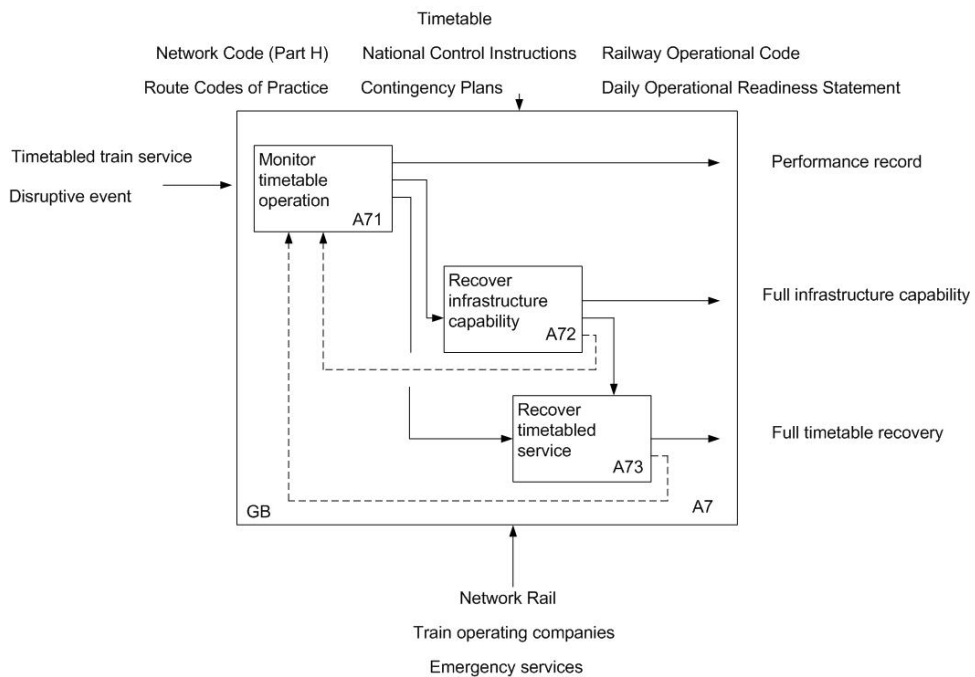 Timetable
Network Code (Part H)
National Control Instructions
Railway Operational Code
Route Codes of Practice
Contingency Plans
Daily Operational Readiness Statement
Timetabled train service
Disruptive event
Monitor
timetable
operation
A71
Performance record
Recover
infrastructure
capability
A72
Full infrastructure capability
Recover
timetabled
service
A73
Full timetable recovery
GB
A7
Network Rail
Train operating companies
Emergency services